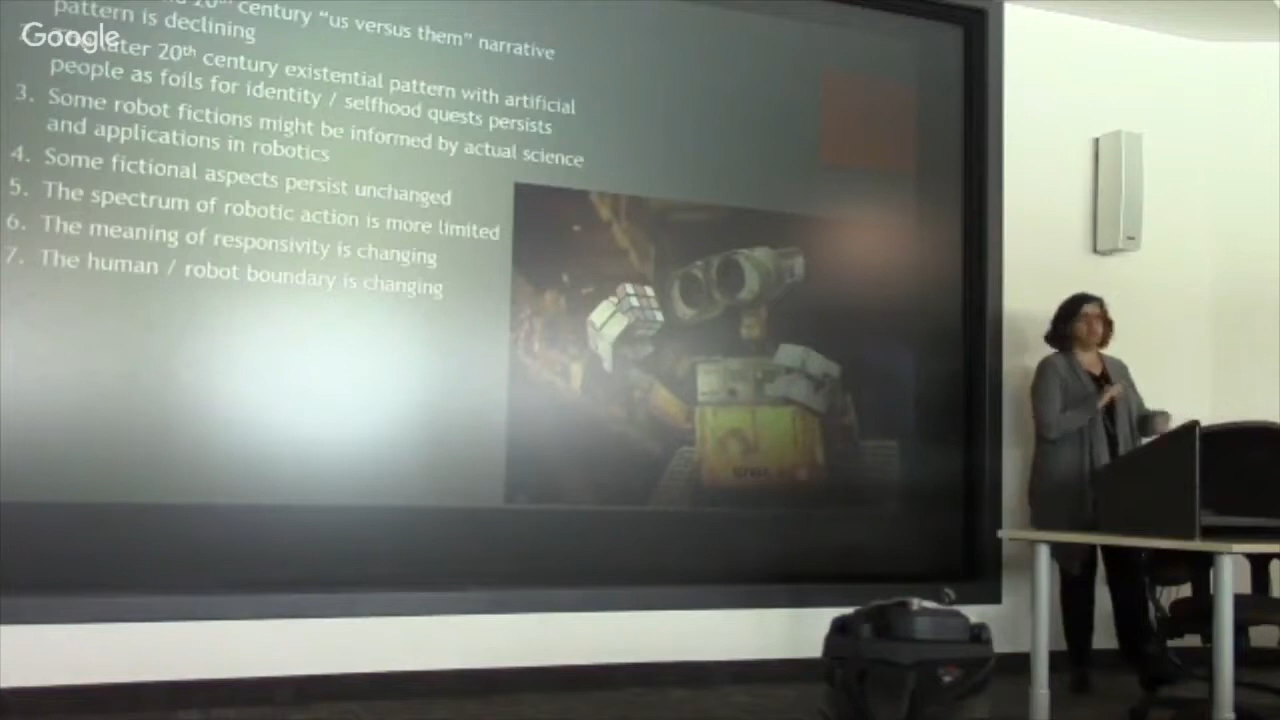 20th century “us versus them” narrative
pattern is declining
Google
later 20th century existential pattern with artificial
people as foils for identity / selfhood quests persists
3. Some robot fictions might be informed by actual science
and applications in robotics
4. Some fictional aspects persist unchanged
5. The spectrum of robotic action is more limited
6. The meaning of responsivity is changing
7. The human / robot boundary is changing